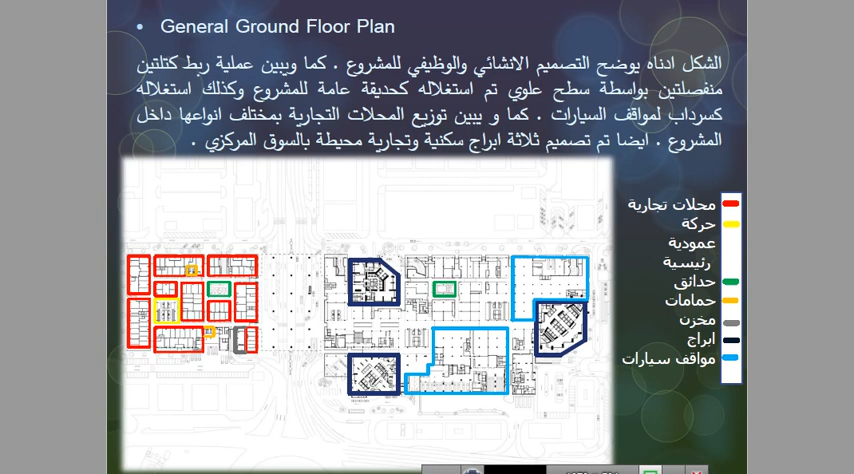 • General Ground Floor Plan
الشكل ادناه يوضح التصميم الانشائي والوظيفي للمشروع . كما ويبين عملية ربط كتلتين
منفصلتين بواسطة سطح علوي تم استغلاله كحديقة عامة للمشروع وكذلك استغلاله
كسرداب لمواقف السيارات . كما و يبين توزيع المحلات التجارية بمختلف انواعها داخل
المشروع . ايضا تم تصميم ثلاثة ابراج سكنية وتجارية محيطة بالسوق المركزي .
محلات تجارية
حركة
عمودية
رئيسية
حدائق
حمامات
مخزن
ابراج
مواقف سيارات